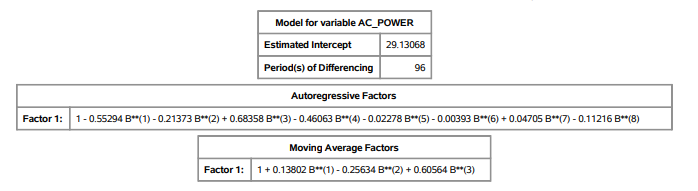 Model for variable AC_POWER
Estimated Intercept 29.13068
Period(s) of Differencing 96
Autoregressive Factors
Factor 1: 1 - 0.55294 B**(1) - 0.21373 B**(2) + 0.68358 B**(3) - 0.46063 B**(4) - 0.02278 B**(5) - 0.00393 B**(6) + 0.04705 B**(7) - 0.11216 B**(8)
Moving Average Factors
Factor 1: 1 + 0.13802 B**(1) - 0.25634 B**(2) + 0.60564 B**(3)